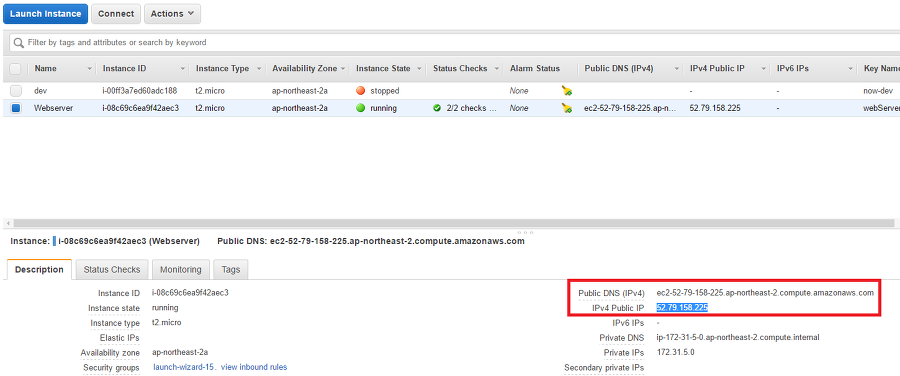 Launch Instance Connect Actions
Filter by tags and attributes or search by keyword
Name Instance ID Instance Type Availability Zone Instance State Status Checks Alarm Status Public DNS (IPv4) IPv4 Public IP IPv6 IPs Key Name
dev i-00ff3a7ed60adc188 t2.micro ap-northeast-2a stopped None - - now-dev
Webserver i-08c69c6ea9f42aec3 t2.micro ap-northeast-2a running 2/2 checks ... None ec2-52-79-158-225.ap-n... 52.79.158.225 - webServer
Instance: i-08c69c6ea9f42aec3 (Webserver) Public DNS: ec2-52-79-158-225.ap-northeast-2.compute.amazonaws.com
Description Status Checks Monitoring Tags
Instance ID i-08c69c6ea9f42aec3 Public DNS (IPv4) ec2-52-79-158-225.ap-northeast-2.compute.amazonaws.com
Instance state running IPv4 Public IP 52.79.158.225
Instance type t2.micro IPv6 IPs -
Elastic IPs Private DNS ip-172-31-5-0.ap-northeast-2.compute.internal
Availability zone ap-northeast-2a Private IPs 172.31.5.0
Security groups launch-wizard-15. view inbound rules Secondary private IPs